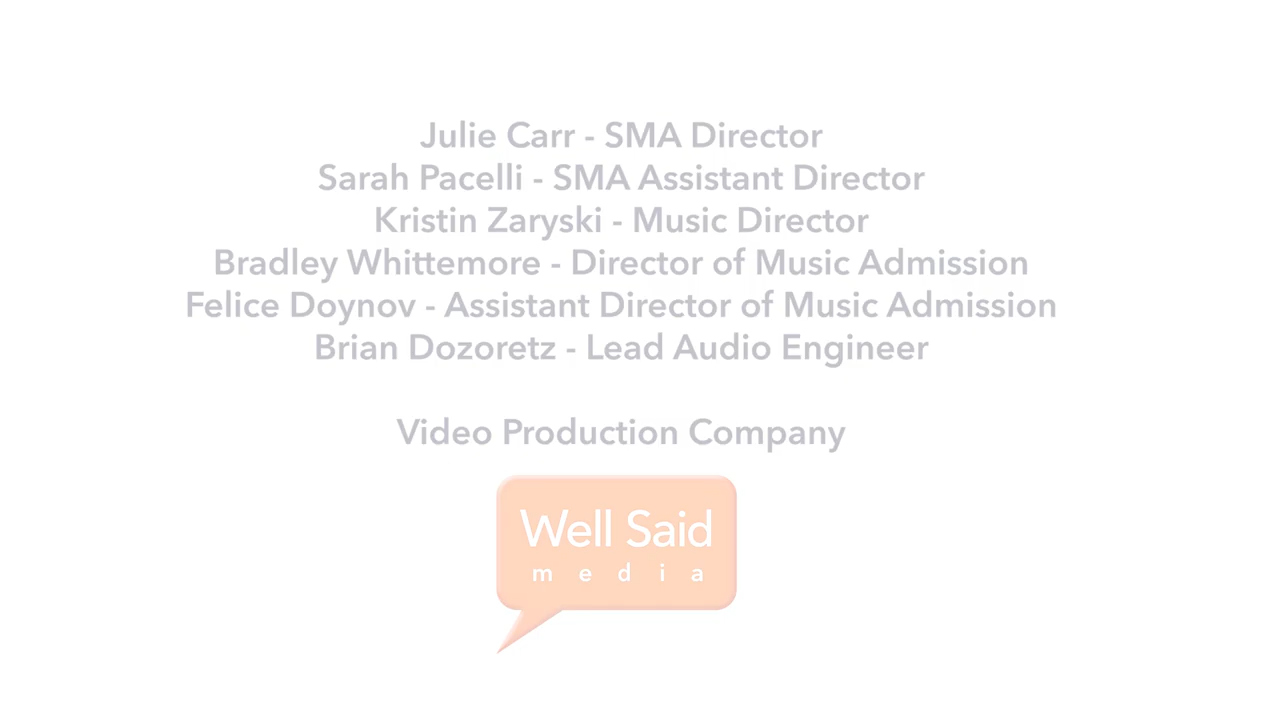 Julie Carr - SMA Director
Sarah Pacelli - SMA Assistant Director
Kristin Zaryski - Music Director
Bradley Whittemore - Director of Music Admission
Felice Doynov - Assistant Director of Music Admission
Brian Dozoretz - Lead Audio Engineer
Video Production Company
Well Said
media